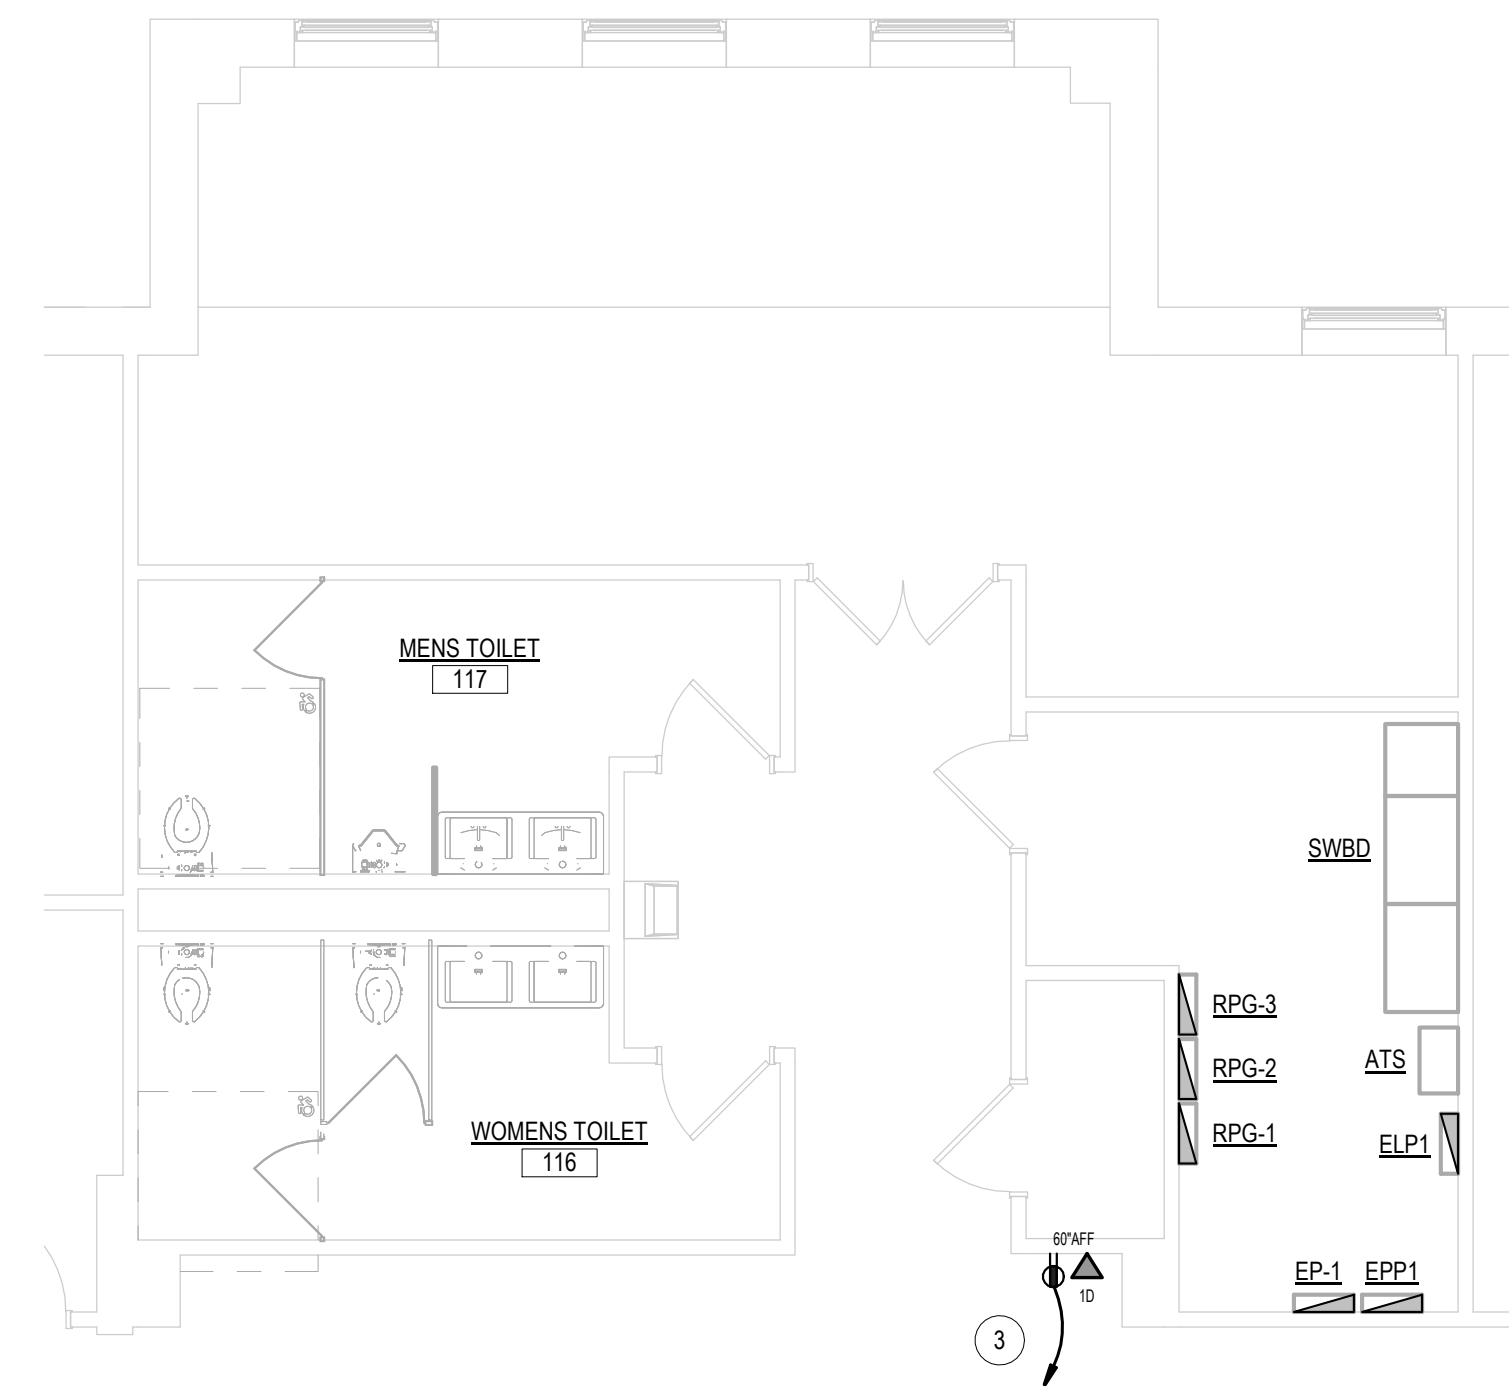 MENS TOILET
117
SWBD
RPG-3
ATS
RPG-2
RPG-1
ELP1
WOMENS TOILET
116
60"AFF
1D
EP-1
EPP1
3